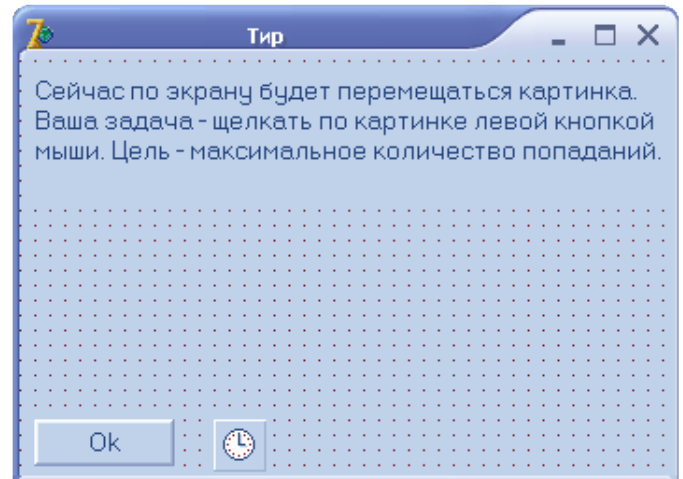 Тир
Сейчас по экрану будет перемещаться картинка.
Ваша задача - щелкать по картинке левой кнопкой
мыши. Цель - максимальное количество попаданий.
Ok